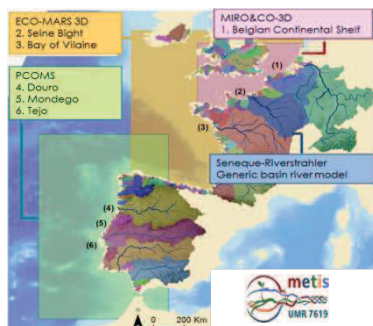 ECO-MARS 3D
2. Seine Bight
3. Bay of Vilaine
MIRO&CO-3D
1. Belgian Continental Shelf
PCOMS
4. Douro
5. Mondego
6. Tejo
(1)
(2)
(3)
Seneque-Riverstrahler
Generic basin river model
(4)
(5)
(6)
metis
UMR 7619
0 200 Km